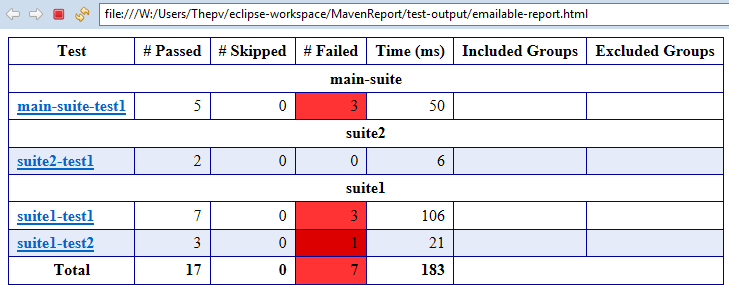 file:////W:/Users/Thepv/eclipse-workspace/MavenReport/test-output/emailable-report.html
Test # Passed # Skipped # Failed Time (ms) Included Groups Excluded Groups
main-suite
main-suite-test1 5 0 3 50
suite2
suite2-test1 2 0 0 6
suite1
suite1-test1 7 0 3 106
suite1-test2 3 0 1 21
Total 17 0 7 183